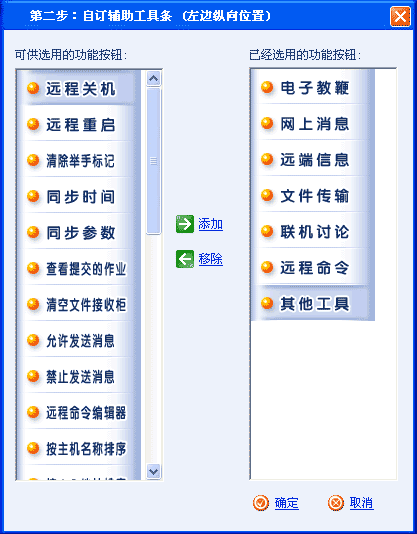 第二步：自订辅助工具条 (左边纵向位置)
可供选用的功能按钮:
远程关机
远程重启
清除举手标记
同步时间
同步参数
查看提交的作业
清空文件接收柜
允许发送消息
禁止发送消息
远程命令编辑器
按主机名称排序
添加
移除
已经选用的功能按钮:
电子教鞭
网上消息
远端信息
文件传输
联机讨论
远程命令
其他工具
确定
取消